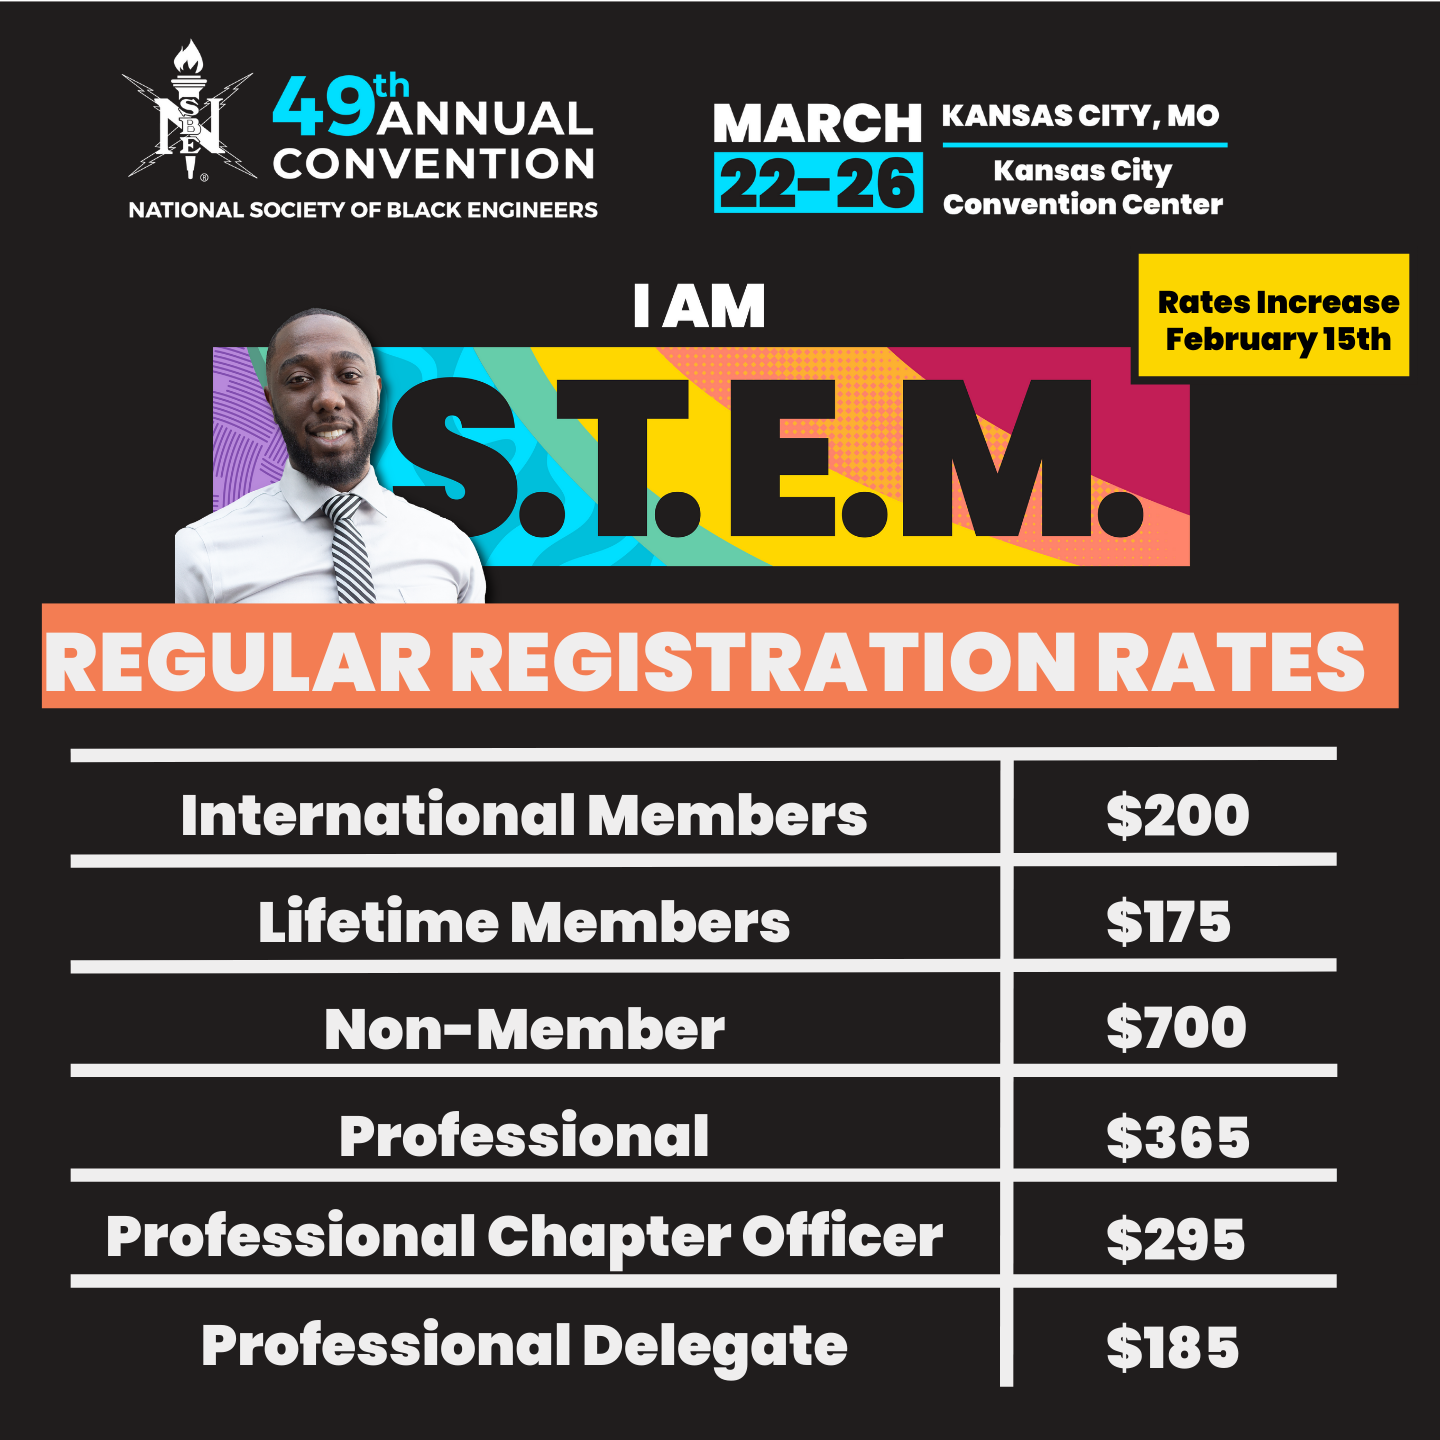 NSBE
®
49th ANNUAL
CONVENTION
NATIONAL SOCIETY OF BLACK ENGINEERS
MARCH
22-26
KANSAS CITY, MO
Kansas City
Convention Center
Rates Increase
February 15th
I AM
S.T.E.M.
REGULAR REGISTRATION RATES
International Members $200
Lifetime Members $175
Non-Member $700
Professional $365
Professional Chapter Officer $295
Professional Delegate $185